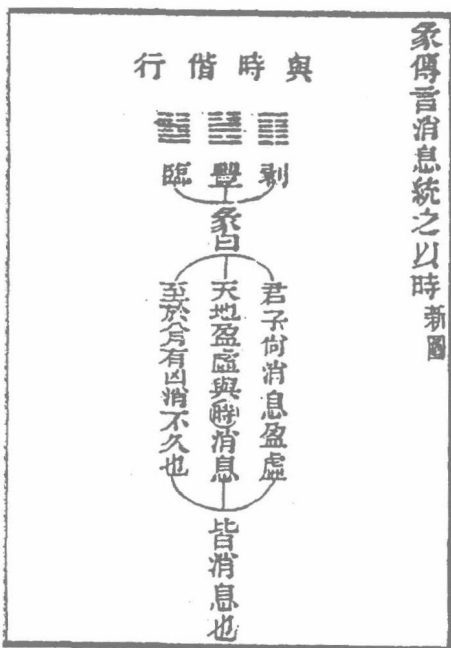 彖傳言消息統之以時 新圖
與時偕行
剝
豐
臨
彖曰
君子尚消息盈虛
天地盈虛與時消息
至於八月有凶消不久也
皆消息也